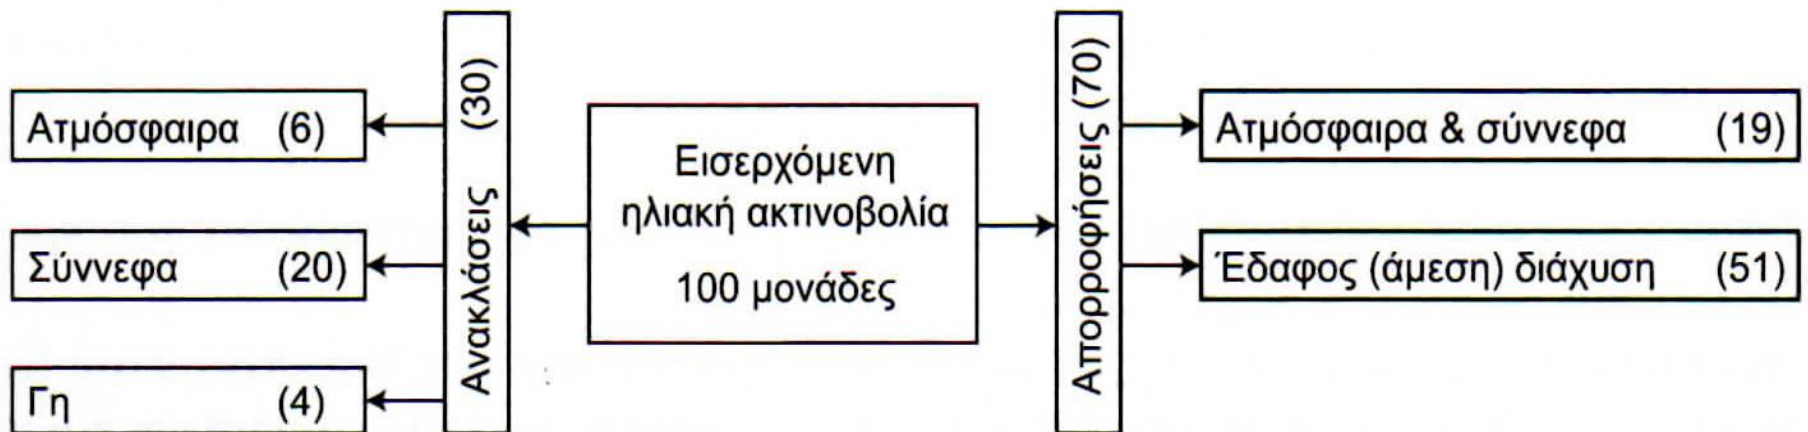 Ατμόσφαιρα (6)
Σύννεφα (20)
Γη (4)
Ανακλάσεις (30)
Εισερχόμενη
ηλιακή ακτινοβολία
100 μονάδες
Απορροφήσεις (70)
Ατμόσφαιρα & σύννεφα (19)
Έδαφος (άμεση) διάχυση (51)